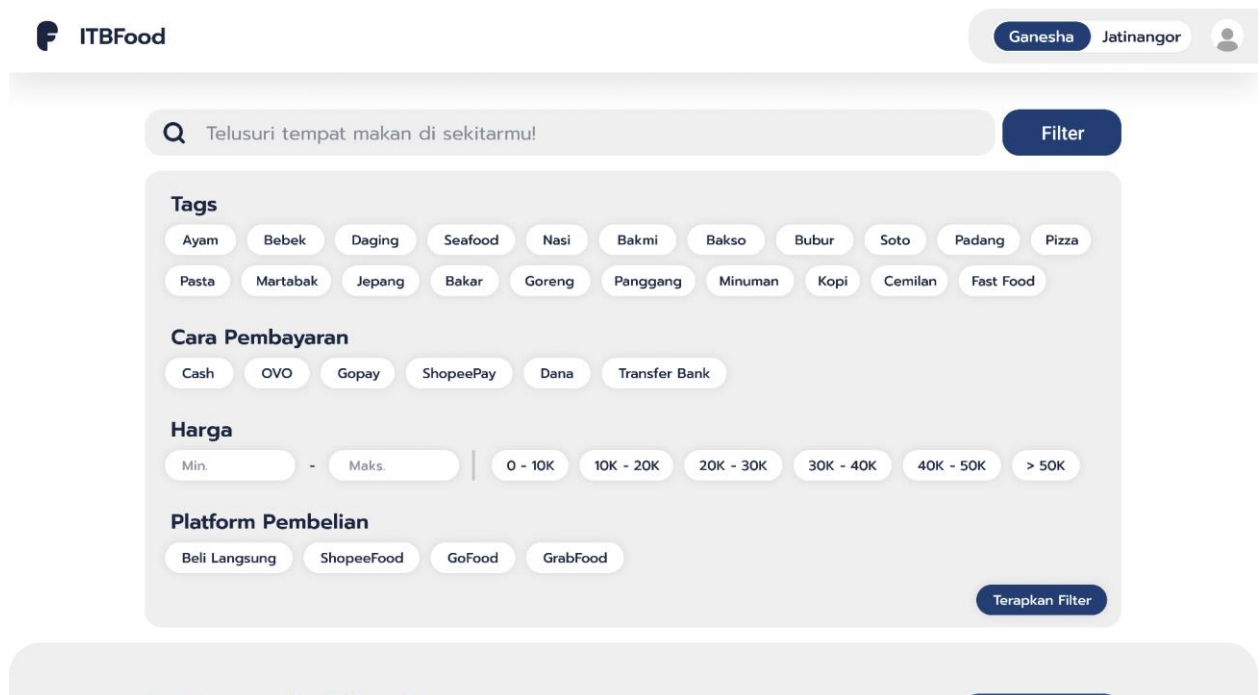 ITBFood
Ganesha Jatinangor
Telusuri tempat makan di sekitarmu! Filter
Tags
Ayam Bebek Daging Seafood Nasi Bakmi Bakso Bubur Soto Padang Pizza
Pasta Martabak Jepang Bakar Goreng Panggang Minuman Kopi Cemilan Fast Food
Cara Pembayaran
Cash OVO Gopay ShopeePay Dana Transfer Bank
Harga
Min. - Maks. 0 - 10K 10K - 20K 20K - 30K 30K - 40K 40K - 50K > 50K
Platform Pembelian
Beli Langsung ShopeeFood GoFood GrabFood
Terapkan Filter